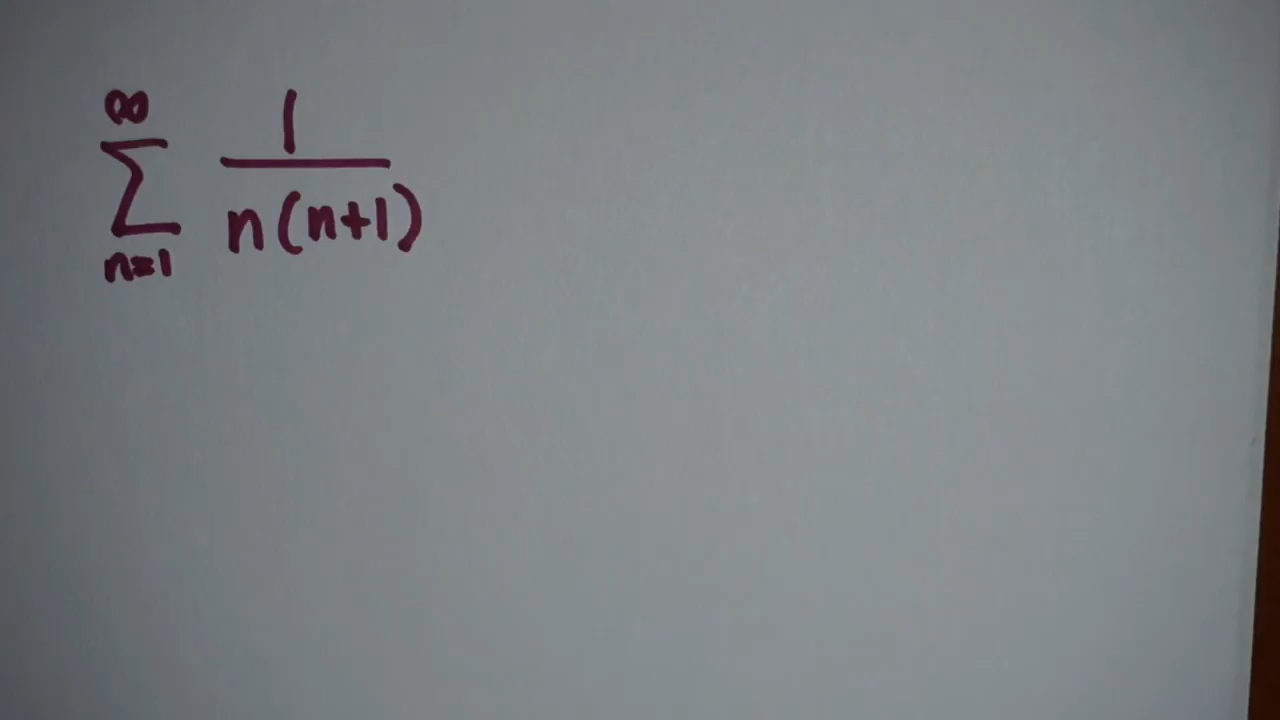 ∞
∑ 1/n(n+1)
n=1